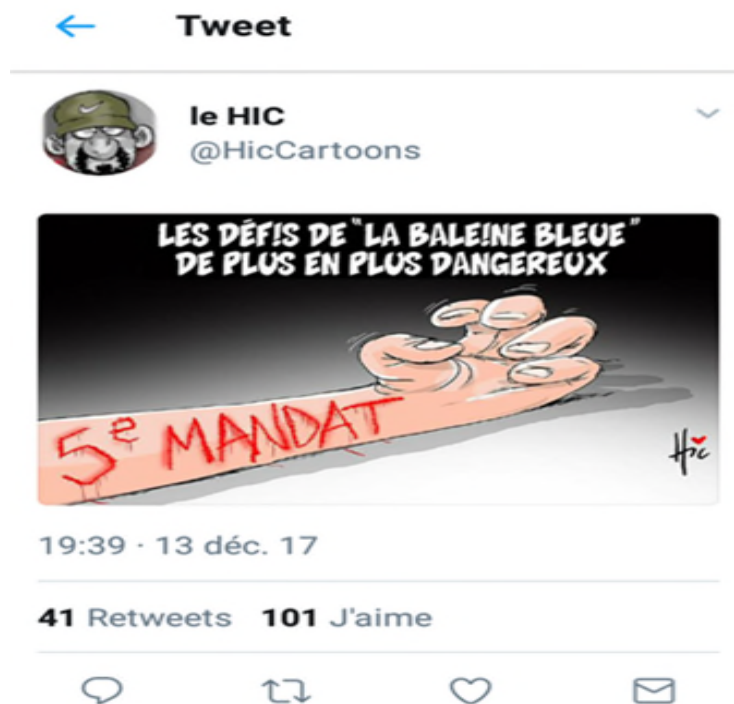 Tweet
le HIC
@HicCartoons
LES DÉF!S DE "LA BALE!NE BLEUE"
DE PLUS EN PLUS DANGEREUX
5e MANDAT
Hic
19:39 · 13 déc. 17
41 Retweets 101 J'aime